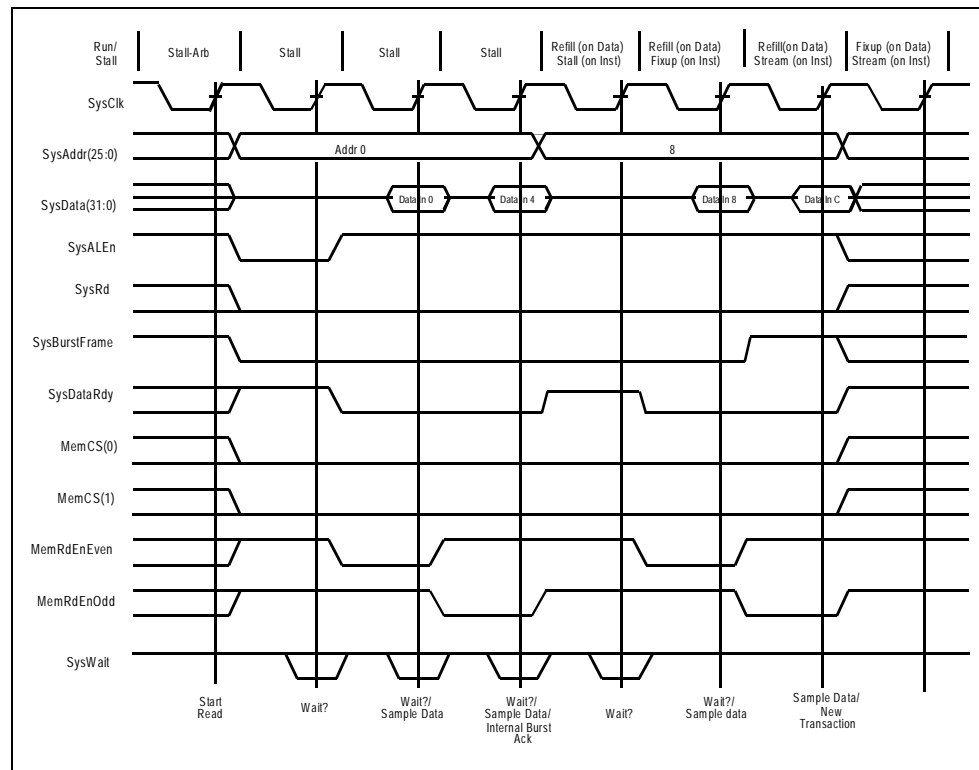 Run/
Stall
Stall-Arb
Stall
Stall
Stall
Refill (on Data)
Stall (on Inst)
Refill (on Data)
Fixup (on Inst)
Refill(on Data)
Stream (on Inst)
Fixup (on Data)
Stream (on Inst)
SysClk
SysAddr(25:0)
Addr 0
8
SysData(31:0)
Data In 0
Data In 4
Data In 8
Data In C
SysALEn
SysRd
SysBurstFrame
SysDataRdy
MemCS(0)
MemCS(1)
MemRdEnEven
MemRdEnOdd
SysWait
Start
Read
Wait?
Wait?/
Sample Data
Wait?/
Sample Data/
Internal Burst
Ack
Wait?
Wait?/
Sample data
Sample Data/
New
Transaction